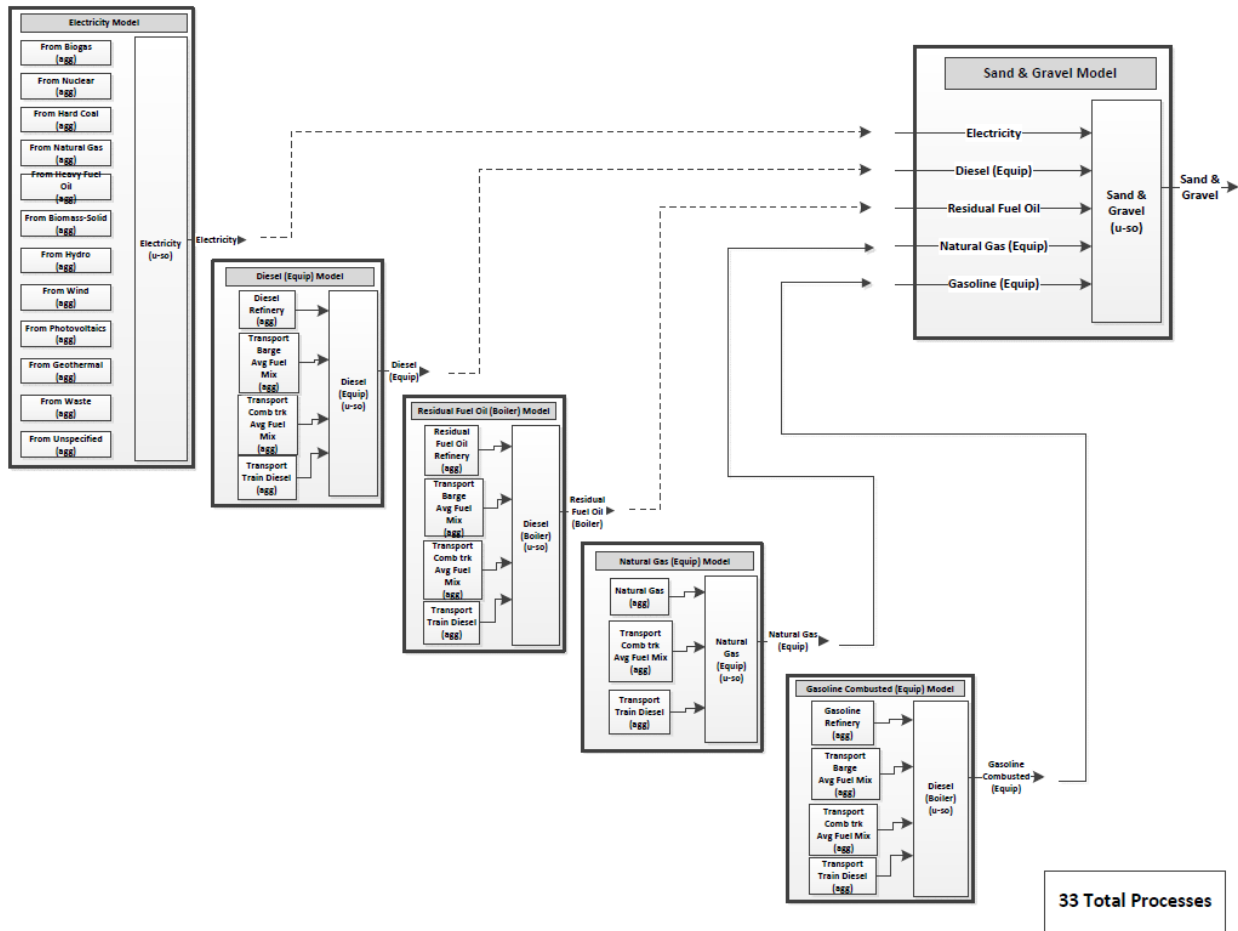 Electricity Model
From Biogas
(agg)
From Nuclear
(agg)
From Hard Coal
(agg)
From Natural Gas
(agg)
From Heavy Fuel
Oil
(agg)
From Biomass-Solid
(agg)
From Hydro
(agg)
From Wind
(agg)
From Photovoltaics
(agg)
From Geothermal
(agg)
From Waste
(agg)
From Unspecified
(agg)
Electricity
(u-so)
Electricity
Diesel (Equip) Model
Diesel
Refinery
(agg)
Transport
Barge
Avg Fuel
Mix
(agg)
Transport
Comb trk
Avg Fuel
Mix
(agg)
Transport
Train Diesel
(agg)
Diesel
(Equip)
(u-so)
Diesel
(Equip)
Residual Fuel Oil (Boiler) Model
Residual
Fuel Oil
Refinery
(agg)
Transport
Barge
Avg Fuel
Mix
(agg)
Transport
Comb trk
Avg Fuel
Mix
(agg)
Transport
Train Diesel
(agg)
Diesel
(Boiler)
(u-so)
Residual
Fuel Oil
(Boiler)
Natural Gas (Equip) Model
Natural Gas
(agg)
Transport
Comb trk
Avg Fuel Mix
(agg)
Transport
Train Diesel
(agg)
Natural
Gas
(Equip)
(u-so)
Natural Gas
(Equip)
Gasoline Combusted (Equip) Model
Gasoline
Refinery
(agg)
Transport
Barge
Avg Fuel Mix
(agg)
Transport
Comb trk
Avg Fuel Mix
(agg)
Transport
Train Diesel
(agg)
Diesel
(Boiler)
(u-so)
Gasoline
Combusted
(Equip)
Sand & Gravel Model
Electricity
Diesel (Equip)
Residual Fuel Oil
Natural Gas (Equip)
Gasoline (Equip)
Sand &
Gravel
(u-so)
Sand &
Gravel
33 Total Processes